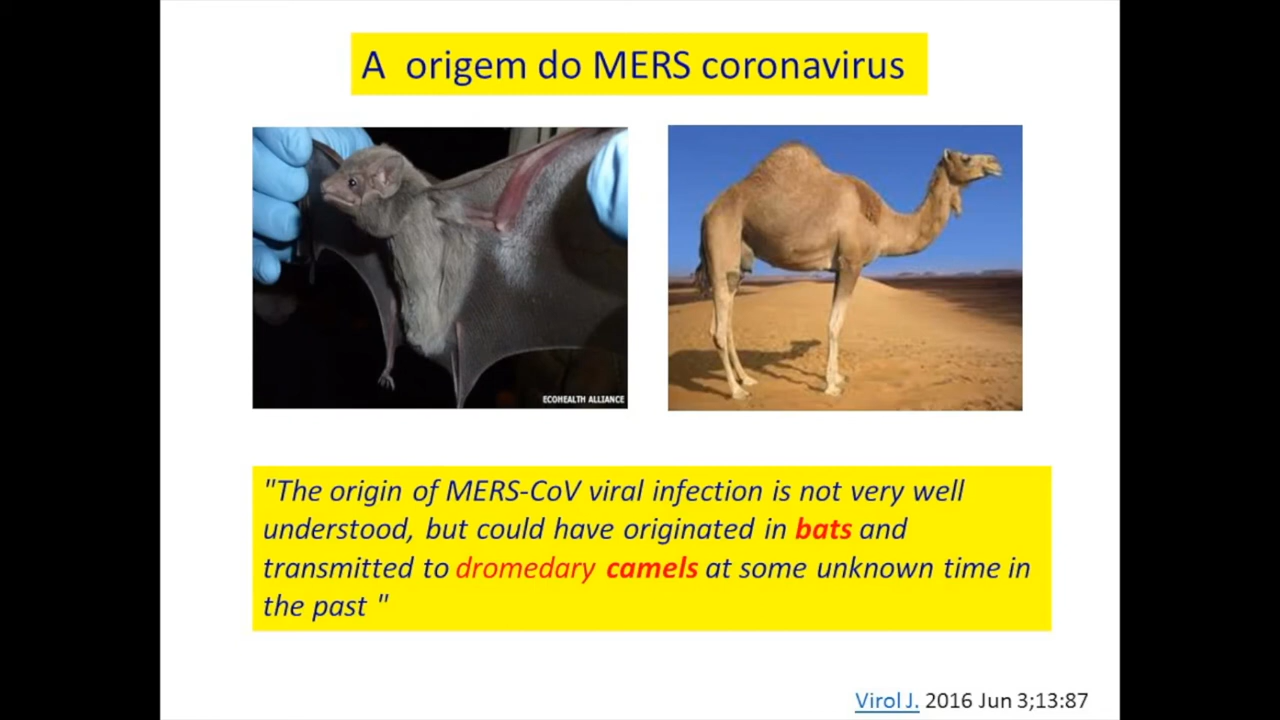 A origem do MERS coronavirus
ECOHEALTH ALLIANCE
"The origin of MERS-CoV viral infection is not very well
understood, but could have originated in bats and
transmitted to dromedary camels at some unknown time in
the past "
Virol J. 2016 Jun 3;13:87